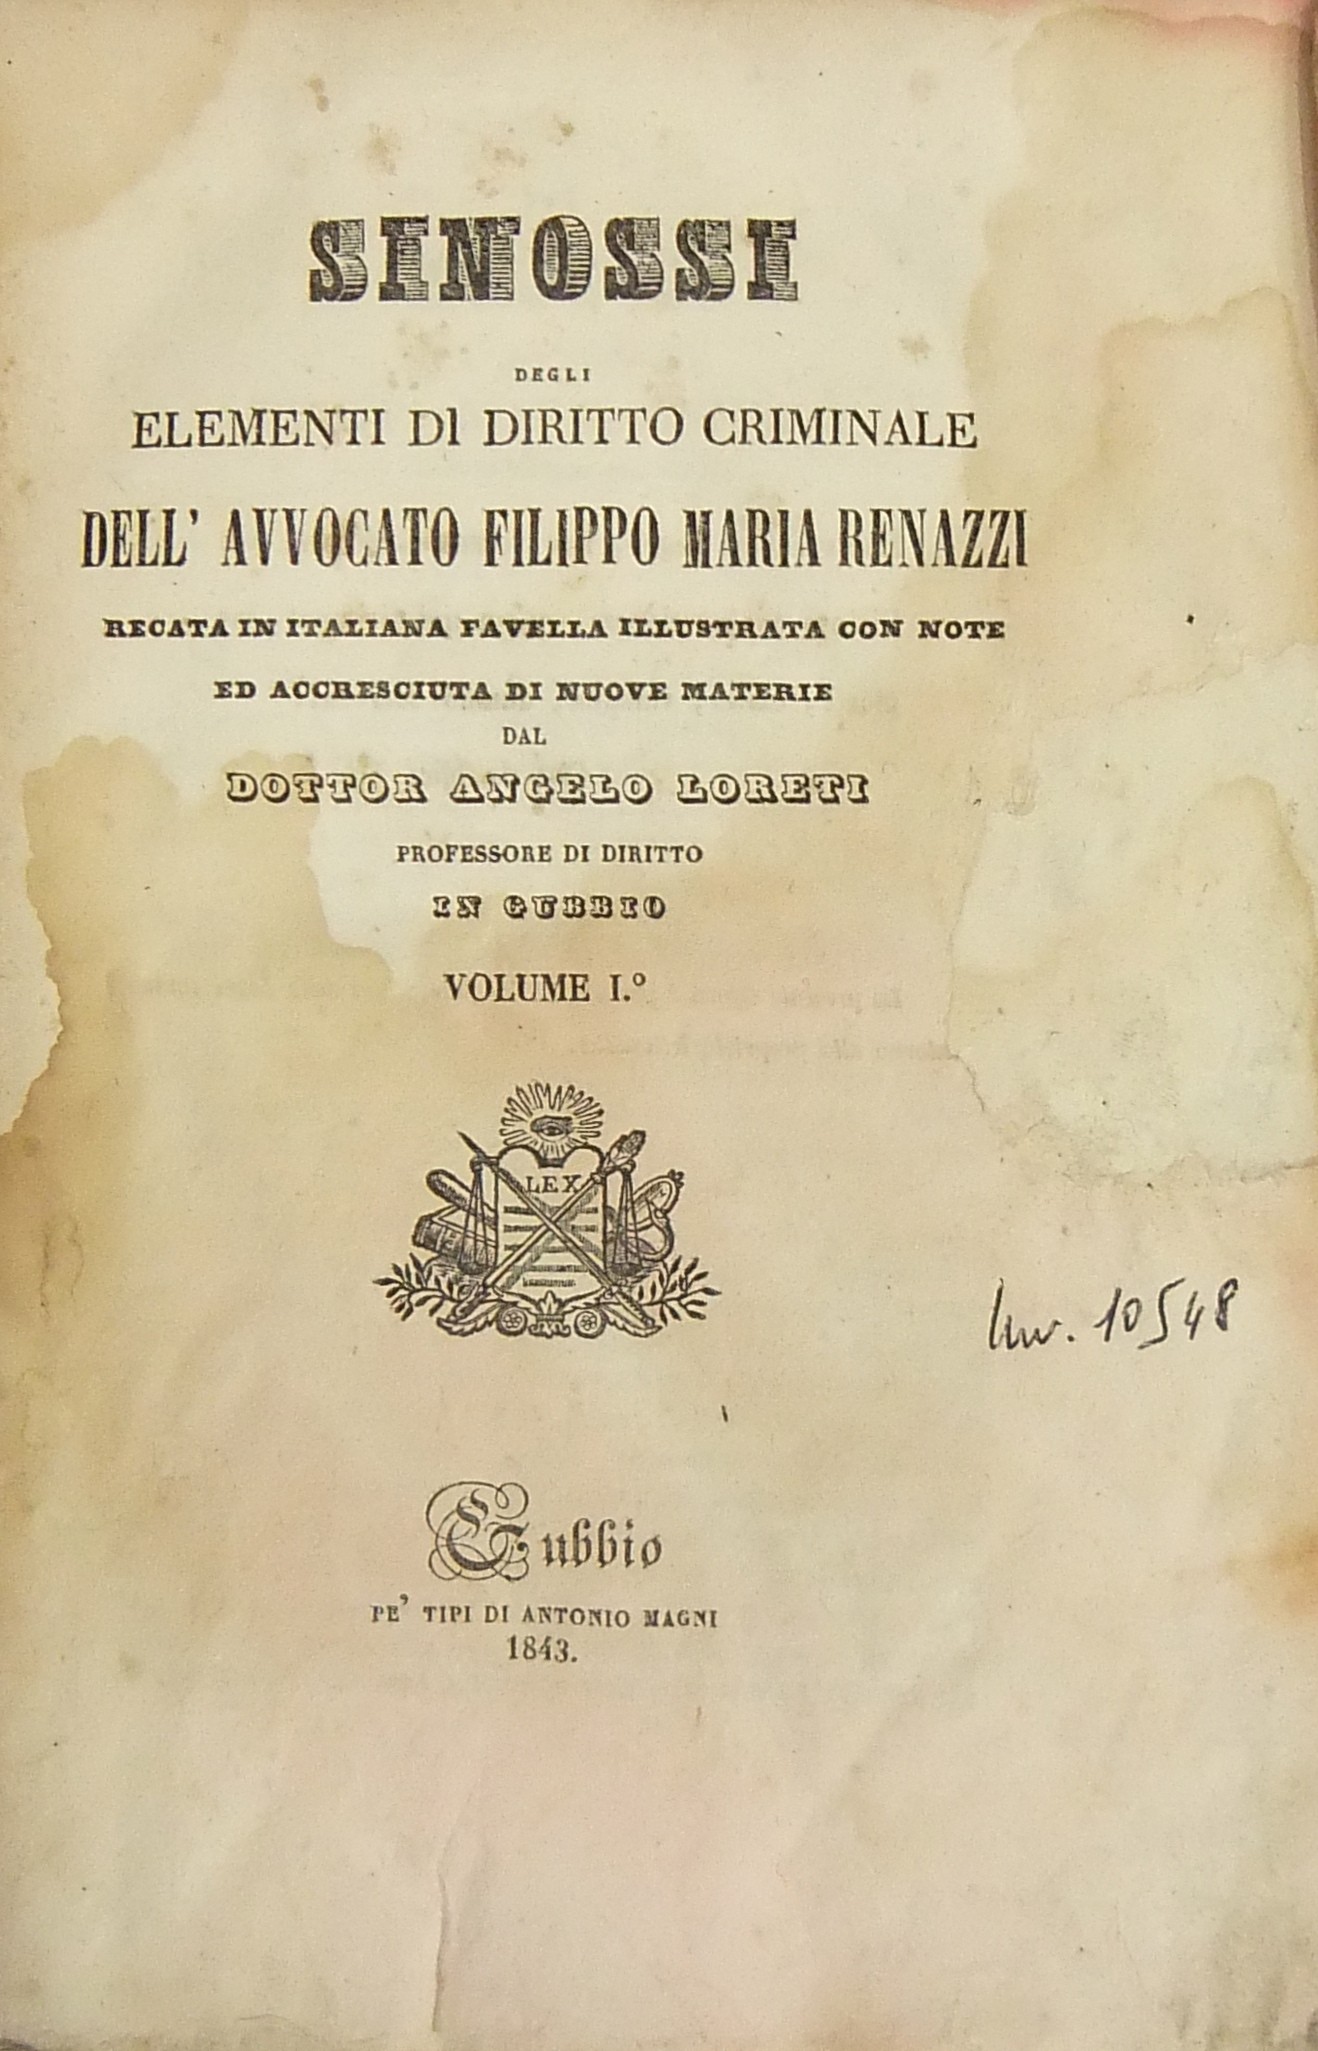 SINOSSI
DEGLI
ELEMENTI DI DIRITTO CRIMINALE
DELL' AVVOCATO FILIPPO MARIA RENAZZI
RECATA IN ITALIANA FAVELLA ILLUSTRATA CON NOTE
ED ACCRESCIUTA DI NUOVE MATERIE
DAL
DOTTOR ANGELO LORETI
PROFESSORE DI DIRITTO
IN GUBBIO
VOLUME I.º
LEX
Inv. 10548
Gubbio
PE' TIPI DI ANTONIO MAGNI
1843.